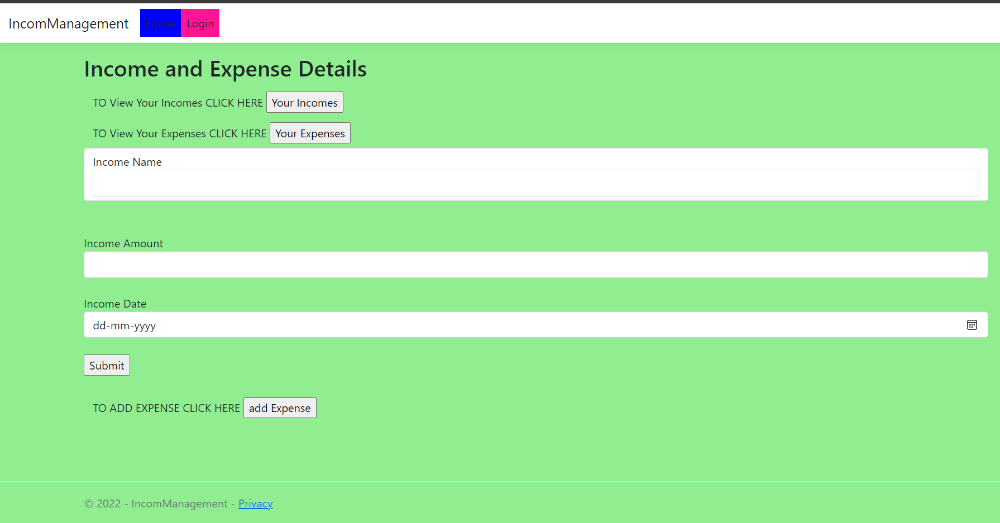 IncomManagement Home Login
Income and Expense Details
TO View Your Incomes CLICK HERE Your Incomes
TO View Your Expenses CLICK HERE Your Expenses
Income Name
Income Amount
Income Date
dd-mm-yyyy
Submit
TO ADD EXPENSE CLICK HERE add Expense
© 2022 - IncomManagement - Privacy